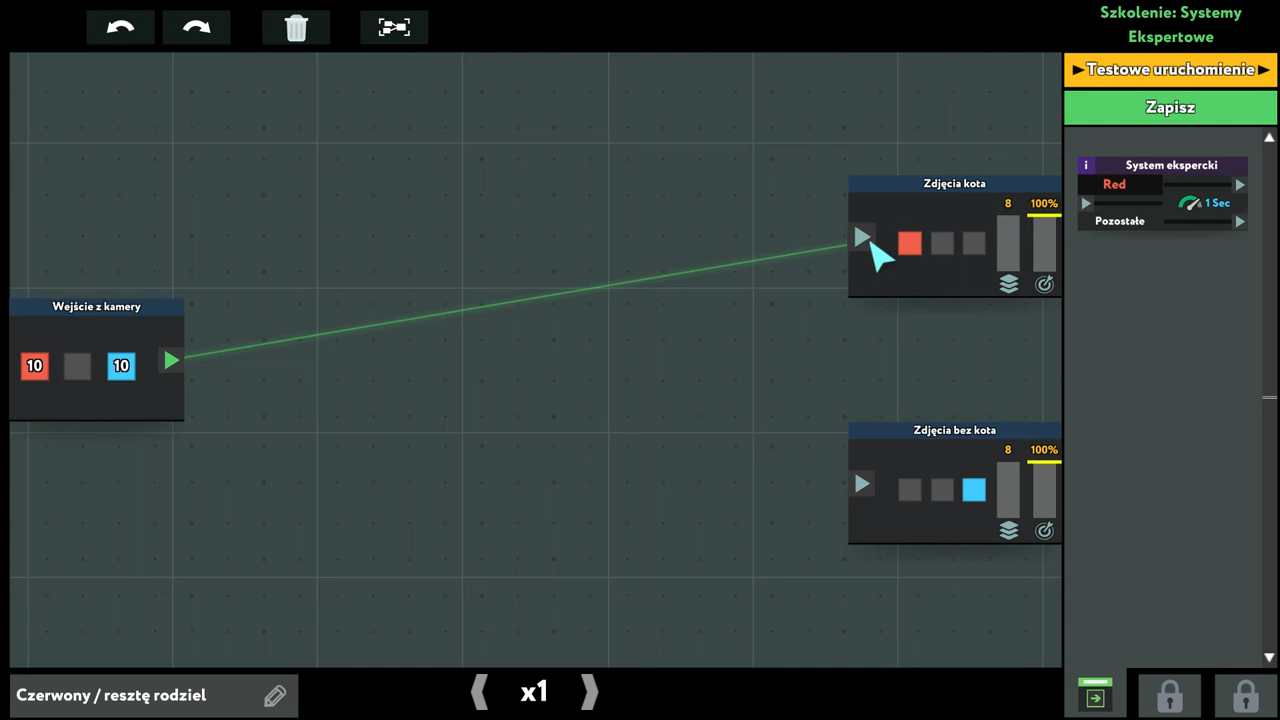 Szkolenie: Systemy
Ekspertowe
Testowe uruchomienie
Zapisz
i System ekspercki
Red
1 Sec
Pozostałe
Zdjęcia kota
8 100%
Wejście z kamery
10 10
Zdjęcia bez kota
8 100%
Czerwony / resztę rodziel
x1